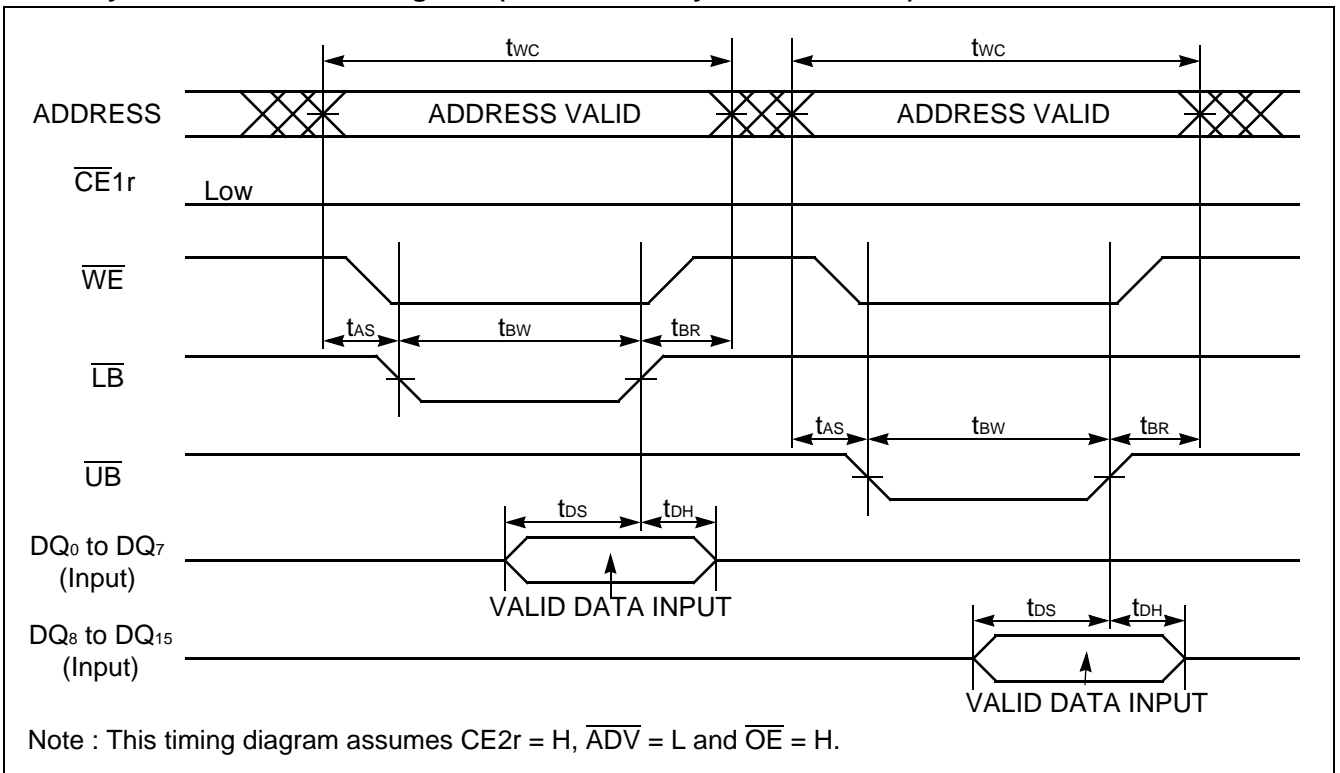 tWC tWC
ADDRESS ADDRESS VALID ADDRESS VALID
CE1r Low
WE
tAS tBW tBR
LB
tAS tBW tBR
UB
tDS tDH
DQ0 to DQ7
(Input)
VALID DATA INPUT
tDS tDH
DQ8 to DQ15
(Input)
VALID DATA INPUT
Note : This timing diagram assumes CE2r = H, ADV = L and OE = H.